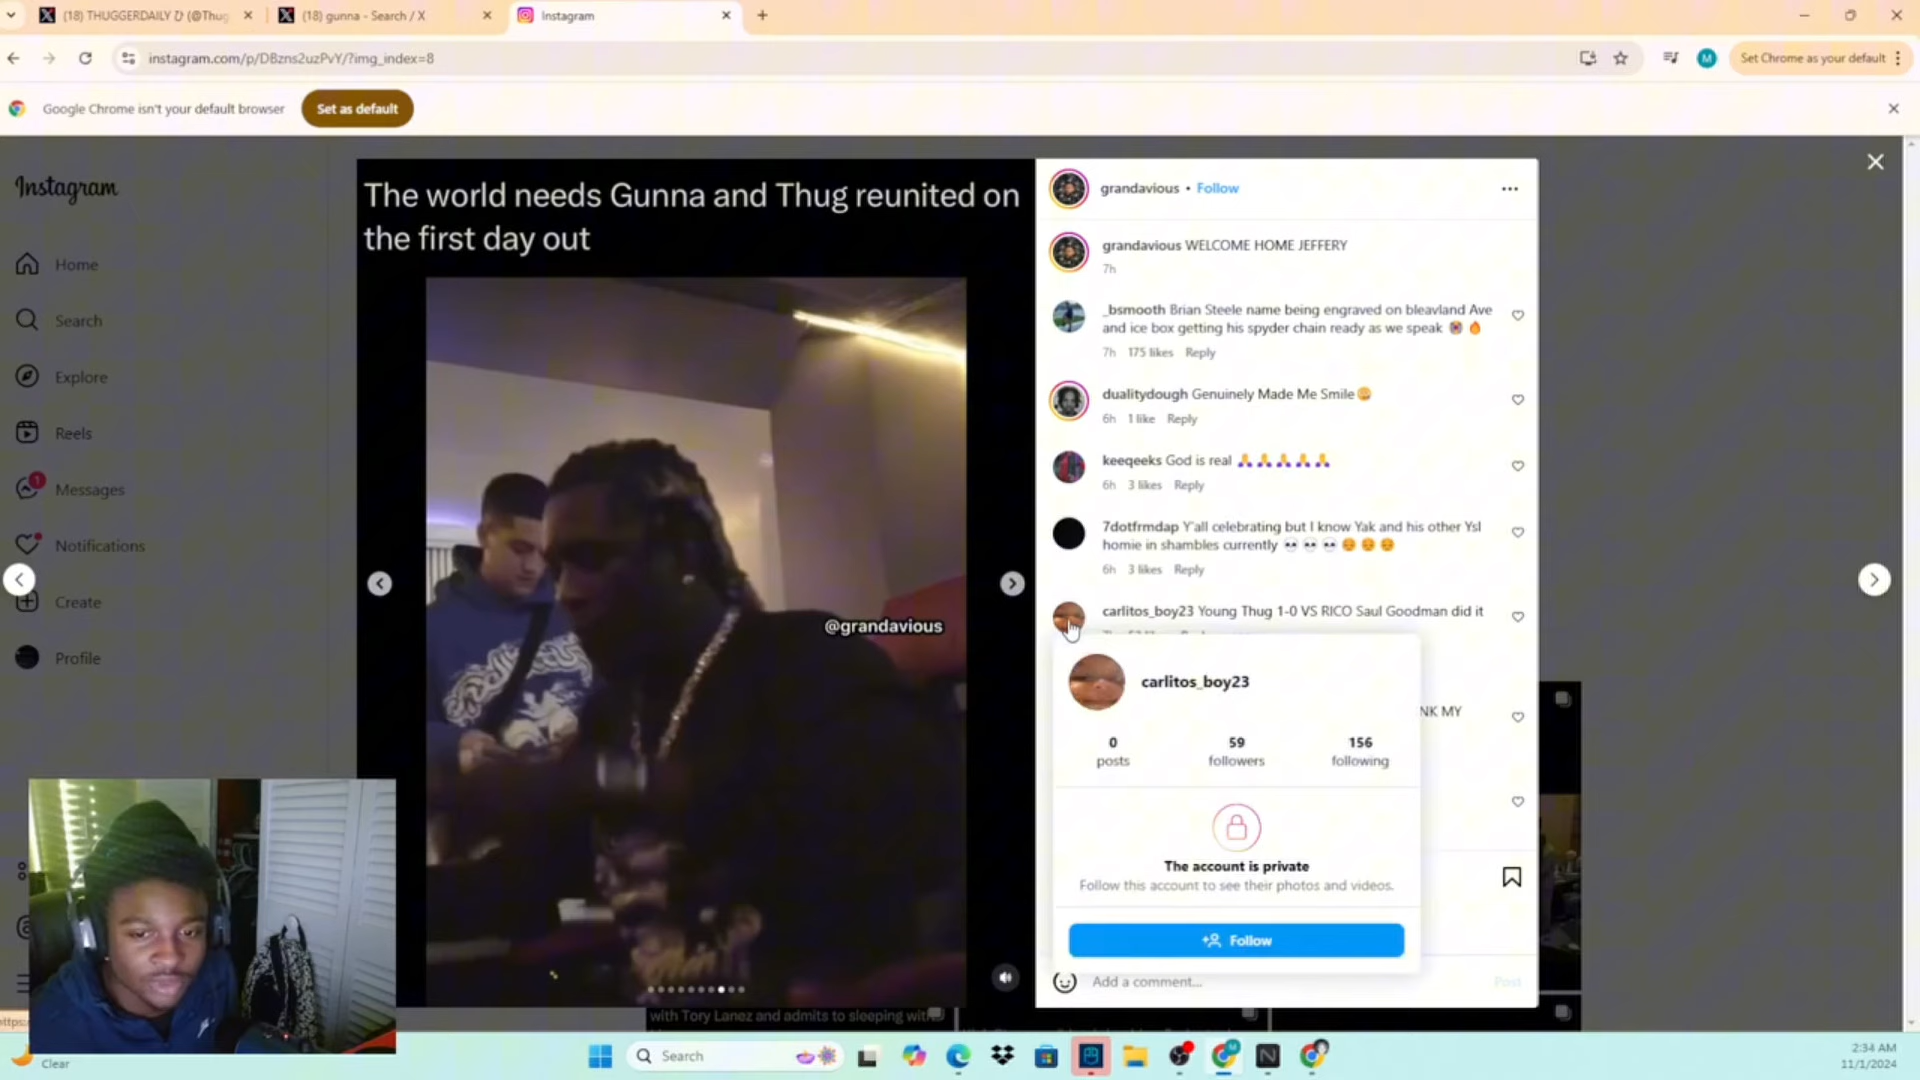 (18) THUGGERDAILY ひ (@Thug
(18) gunna - Search / X
Instagram
instagram.com/p/DBzns2uzPvY/?img_index=8
M
Set Chrome as your default
Google Chrome isn't your default browser
Set as default
Instagram
Home
Search
Explore
Reels
1
Messages
Notifications
Create
Profile
The world needs Gunna and Thug reunited on
the first day out
@grandavious
grandavious • Follow
grandavious WELCOME HOME JEFFERY
7h
_bsmooth Brian Steele name being engraved on bleavland Ave
and ice box getting his spyder chain ready as we speak
7h 175 likes Reply
dualitydough Genuinely Made Me Smile
6h 1 like Reply
keeqeeks God is real
6h 3 likes Reply
7dotfrmdap Y'all celebrating but I know Yak and his other Ysl
homie in shambles currently
6h 3 likes Reply
carlitos_boy23 Young Thug 1-0 VS RICO Saul Goodman did it
carlitos_boy23
NK MY
0 59 156
posts followers following
The account is private
Follow this account to see their photos and videos.
Follow
Add a comment...
Post
with Tory Lanez and admits to sleeping with
https:
Clear
Search
2:34 AM
11/1/2024